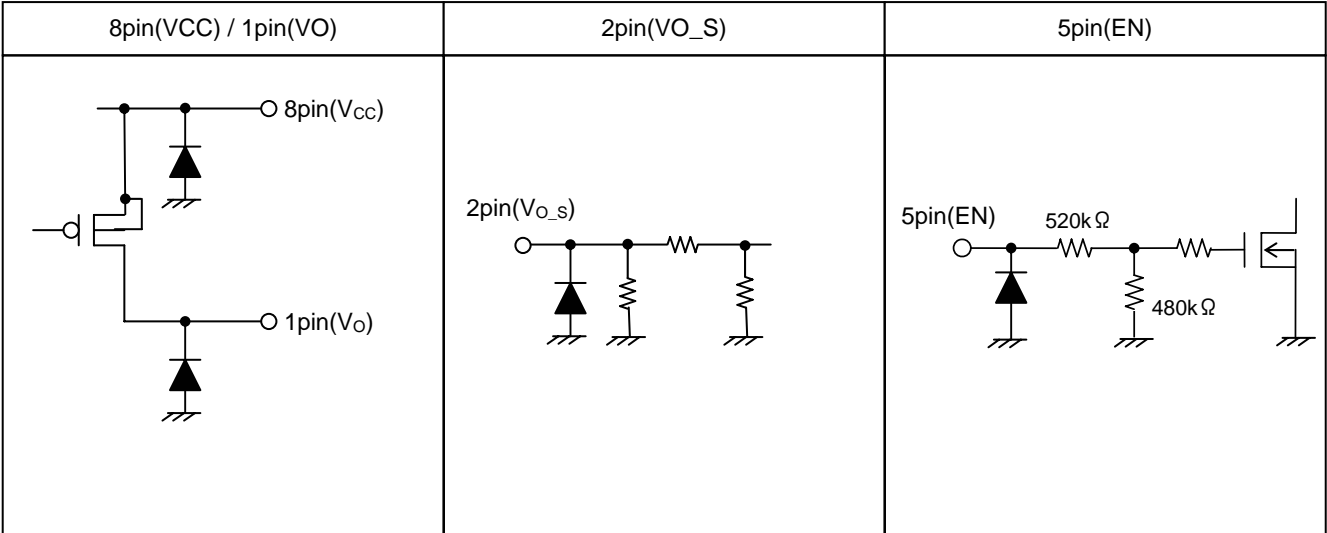 8pin(VCC) / 1pin(VO)
2pin(VO_S)
5pin(EN)
8pin(VCC)
1pin(VO)
2pin(VO_S)
5pin(EN)
520kΩ
480kΩ